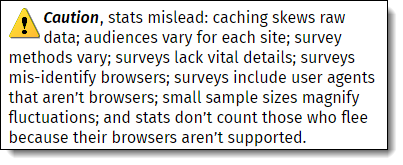 Caution, stats mislead: caching skews raw
data; audiences vary for each site; survey
methods vary; surveys lack vital details; surveys
mis-identify browsers; surveys include user agents
that aren't browsers; small sample sizes magnify
fluctuations; and stats don't count those who flee
because their browsers aren't supported.